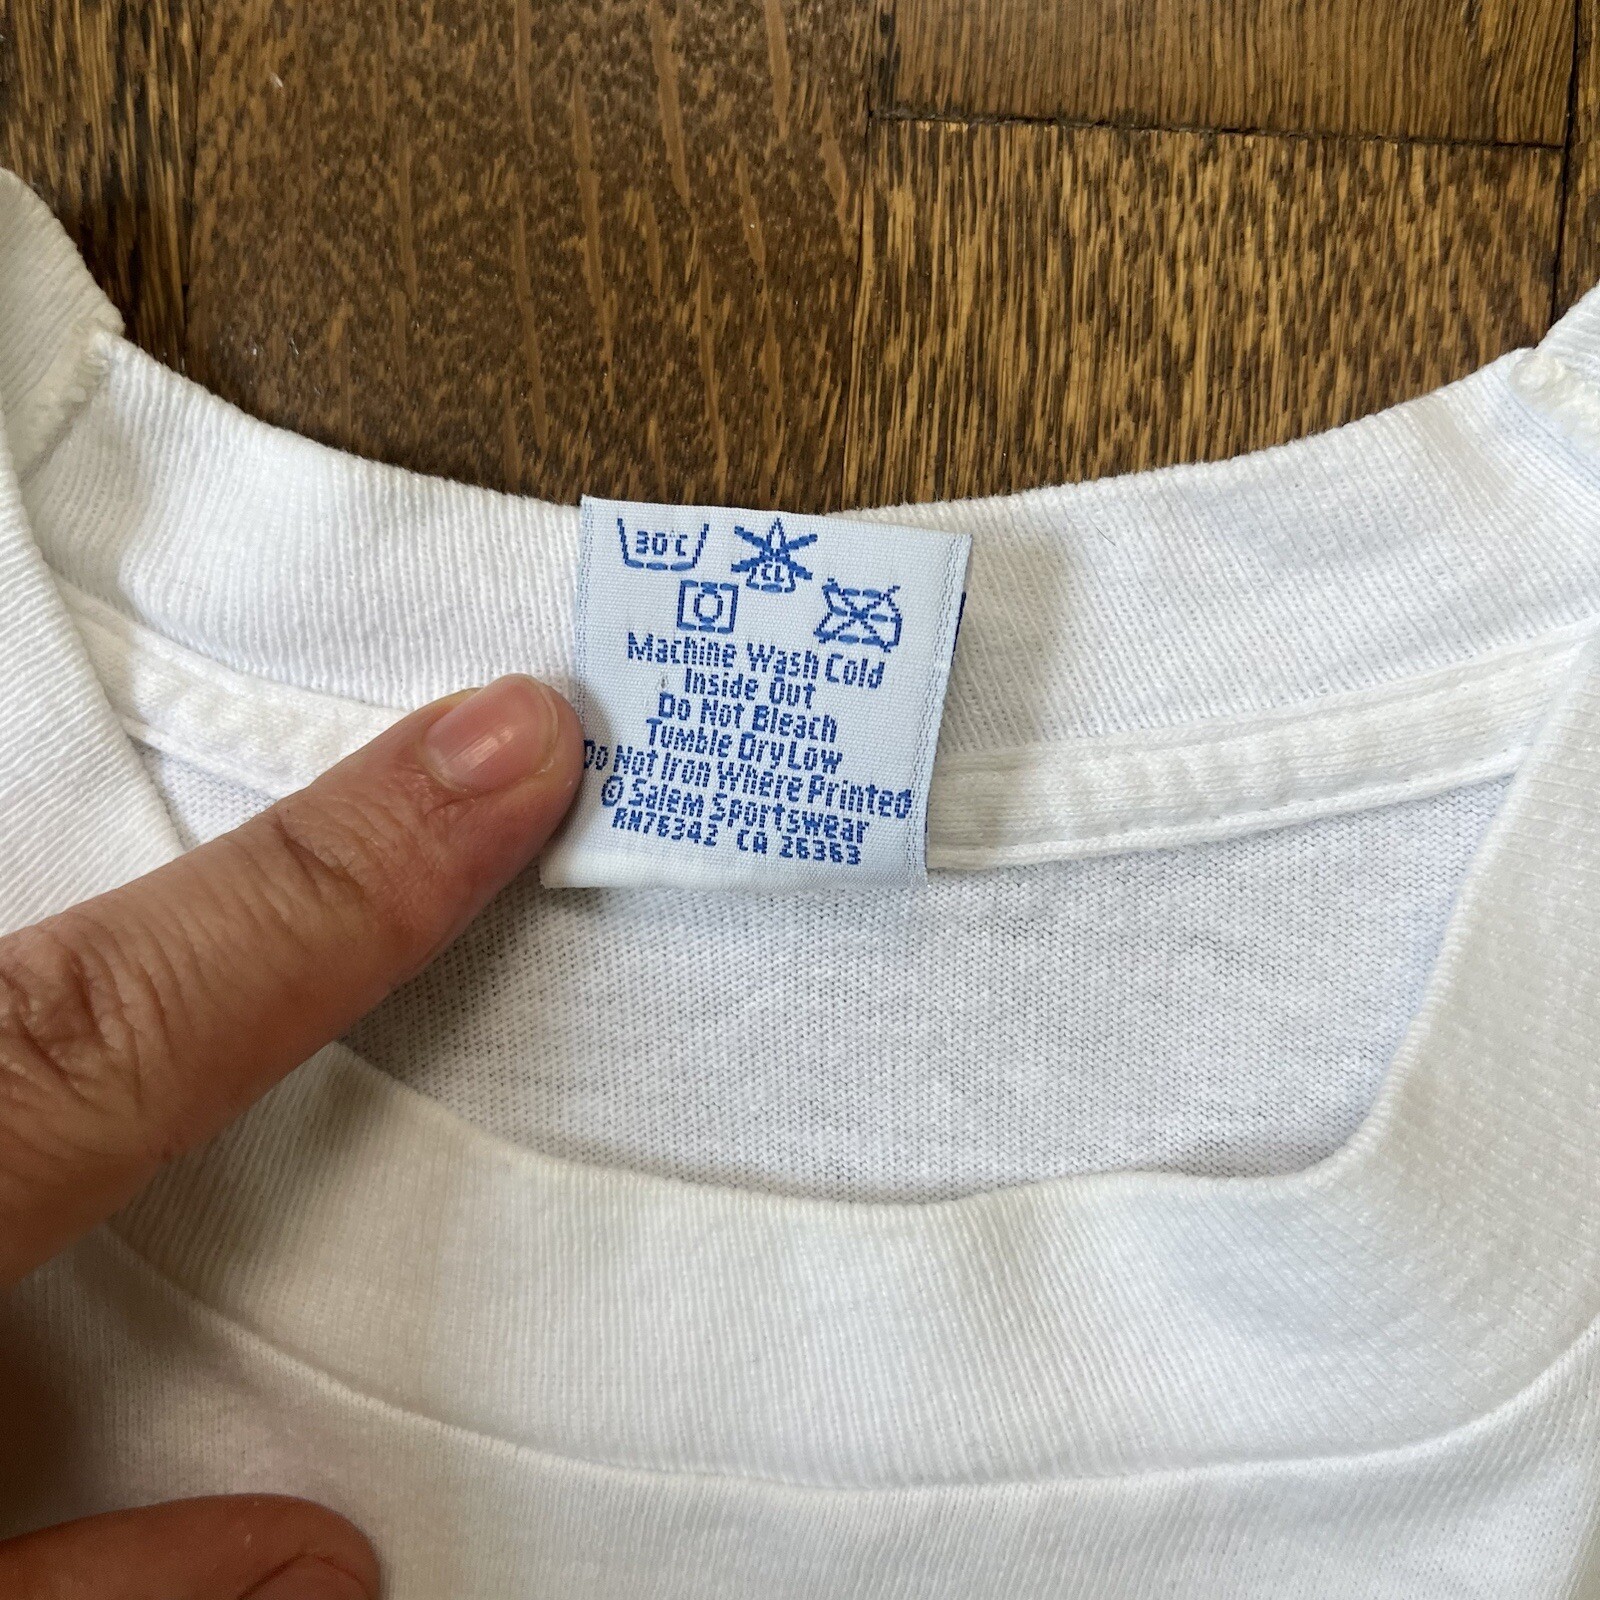 30°C
CL
Machine Wash Cold
Inside Out
Do Not Bleach
Tumble Dry Low
Do Not Iron Where Printed
© Salem Sportswear
RN76342 CA 26363